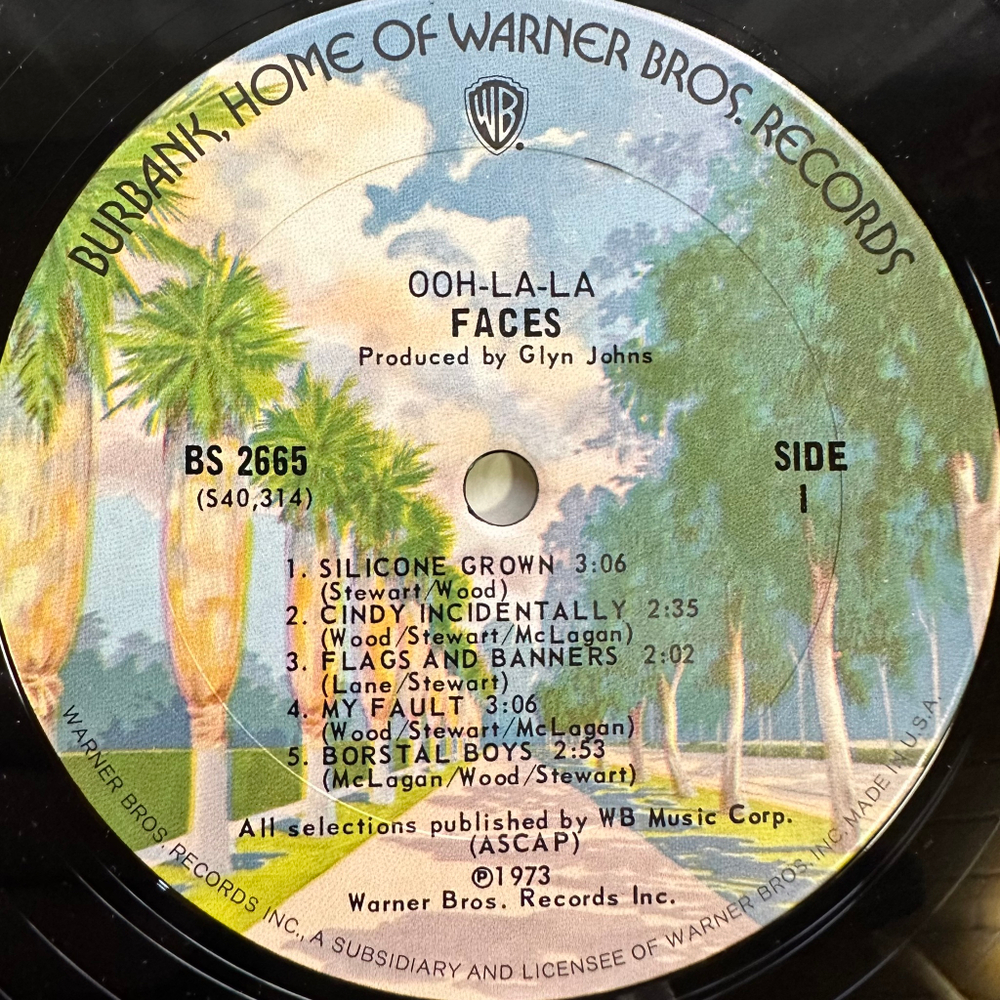 BURBANK, HOME OF WARNER BROS. RECORDS
WB
OOH-LA-LA
FACES
Produced by Glyn Johns
BS 2665
(S40,314)
SIDE
1
1. SILICONE GROWN 3:06
(Stewart/Wood)
2. CINDY INCIDENTALLY 2:35
(Wood/Stewart/McLagan)
3. FLAGS AND BANNERS 2:02
(Lane/Stewart)
4. MY FAULT 3:06
(Wood/Stewart/McLagan)
5. BORSTAL BOYS 2:53
(McLagan/Wood/Stewart)
All selections published by WB Music Corp.
(ASCAP)
℗1973
Warner Bros. Records Inc.
WARNER BROS. RECORDS INC., A SUBSIDIARY AND LICENSEE OF WARNER BROS. INC. MADE IN U.S.A.